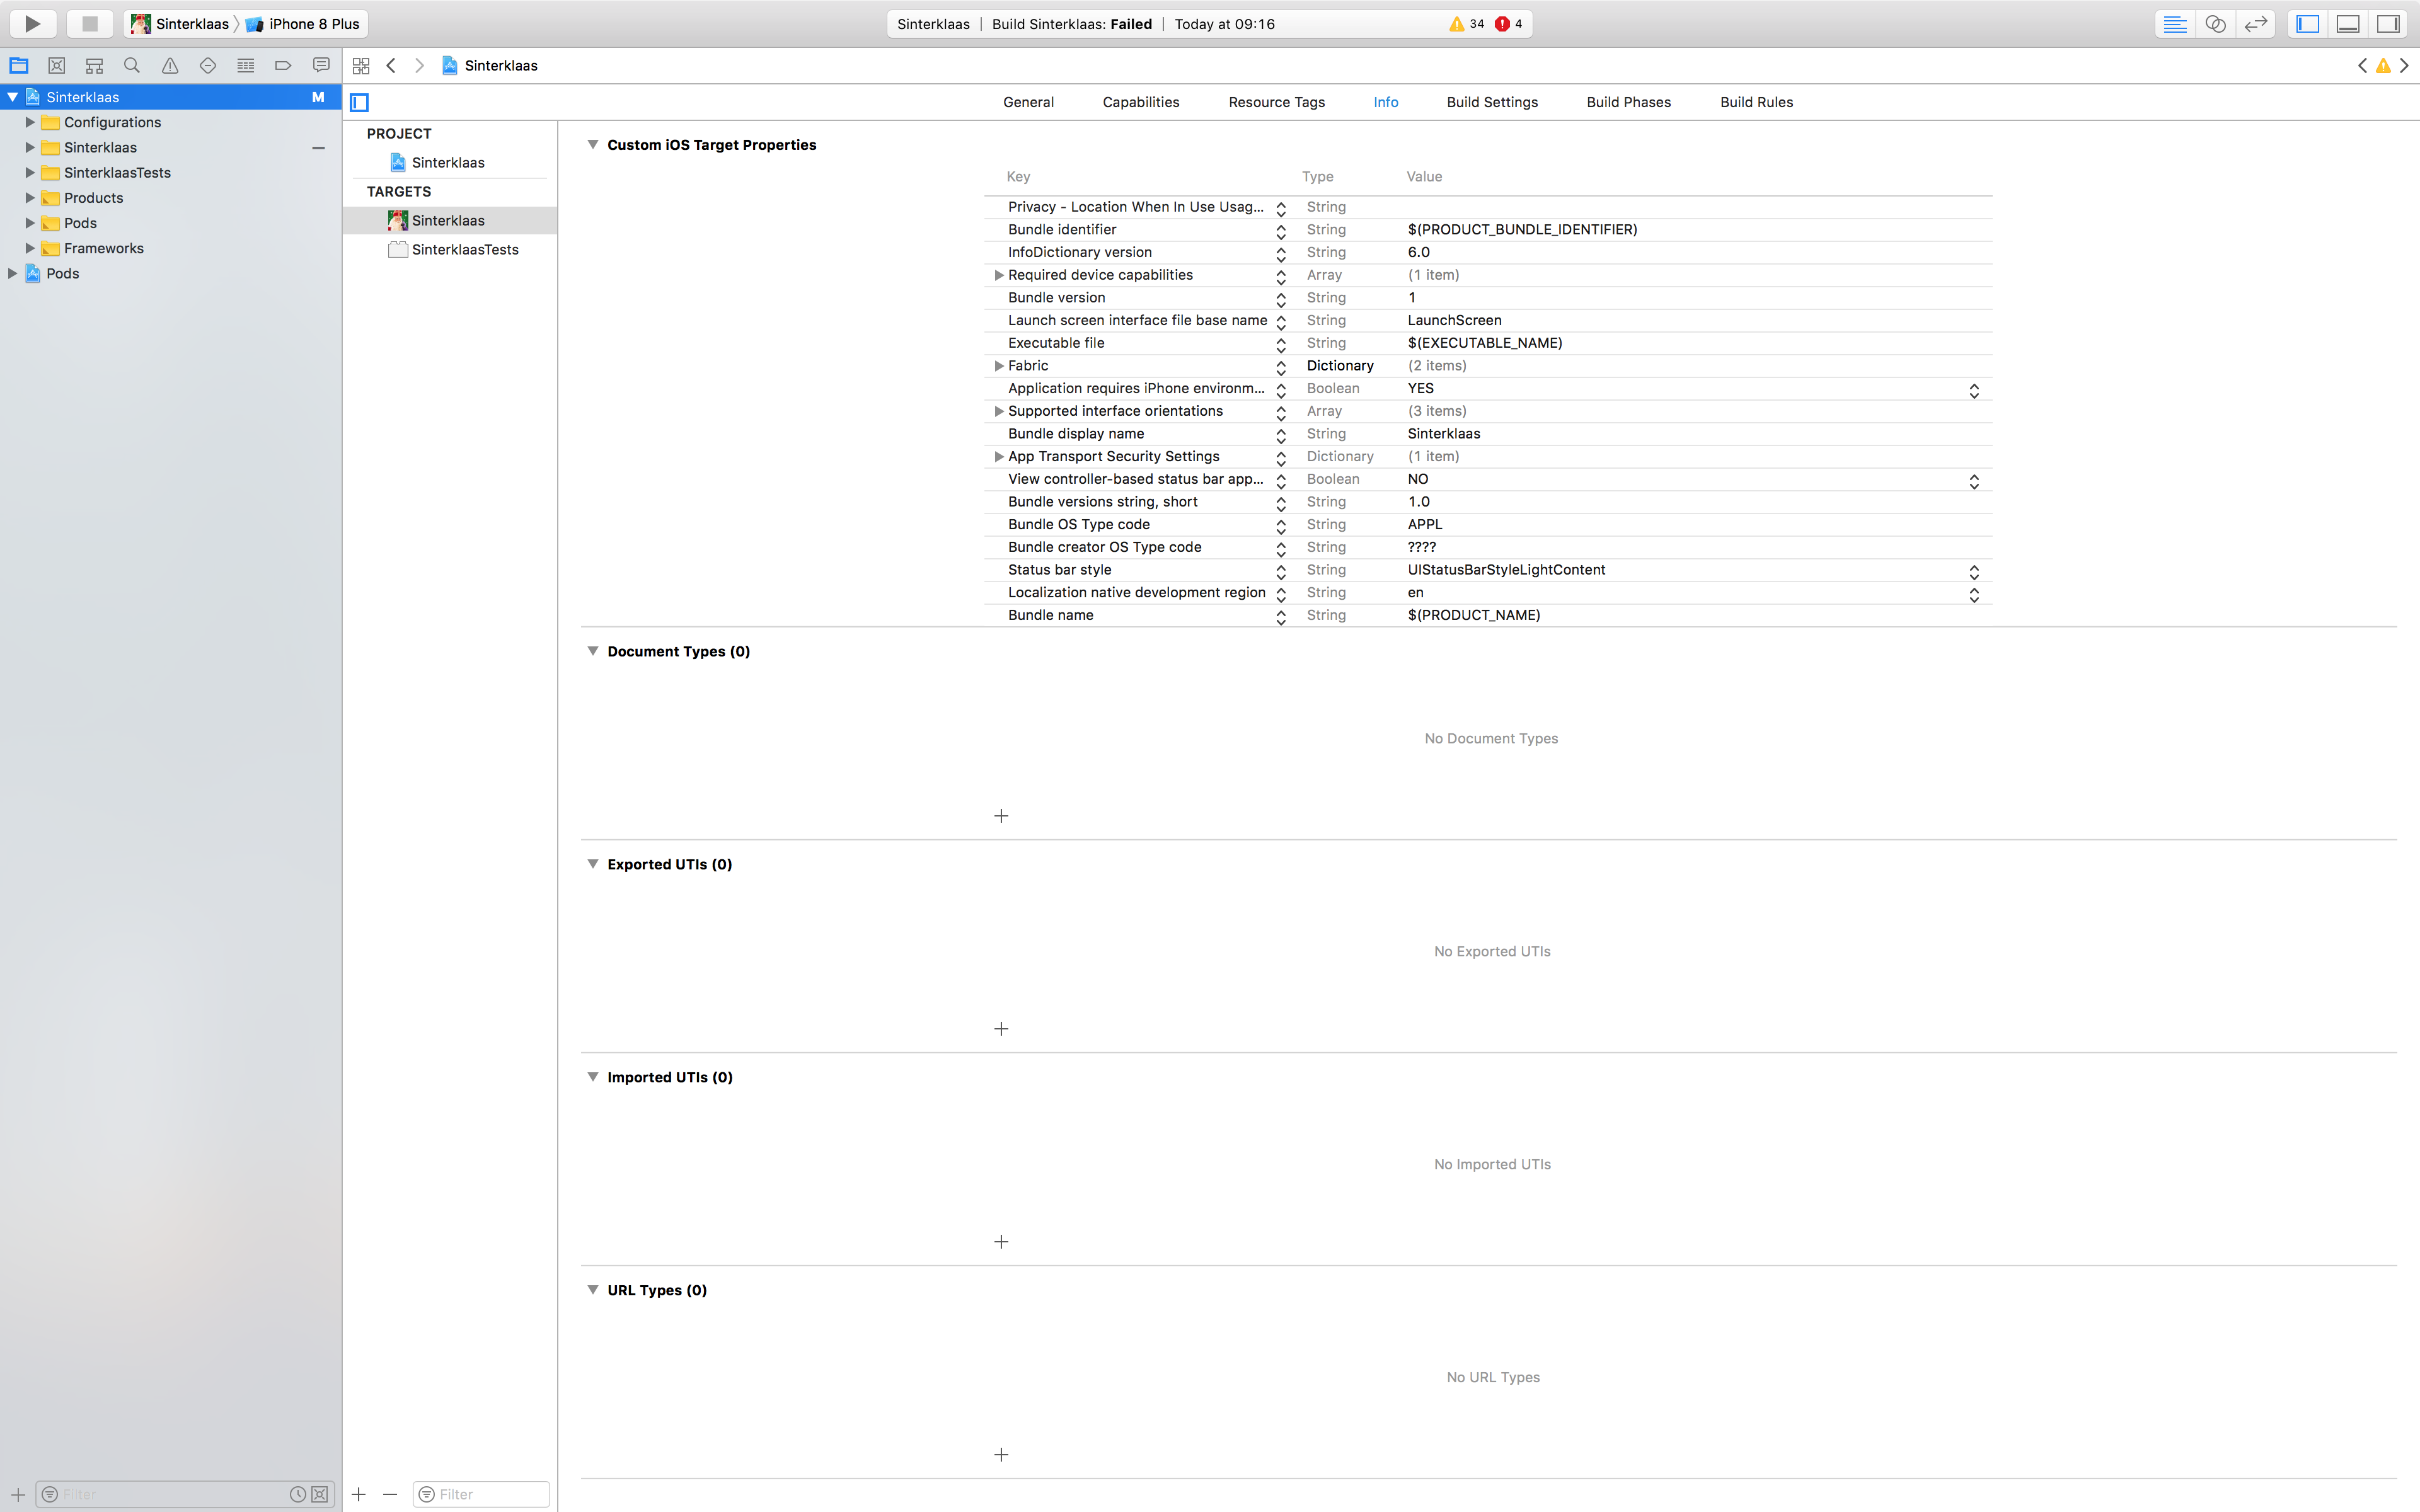 Sinterklaas iPhone 8 Plus
Sinterklaas | Build Sinterklaas: Failed | Today at 09:16 34 4
Sinterklaas
Sinterklaas M
Configurations
Sinterklaas
SinterklaasTests
Products
Pods
Frameworks
Pods
Filter
General Capabilities Resource Tags Info Build Settings Build Phases Build Rules
PROJECT
Sinterklaas
TARGETS
Sinterklaas
SinterklaasTests
Filter
Custom iOS Target Properties
Key Type Value
Privacy - Location When In Use Usag... String
Bundle identifier String $(PRODUCT_BUNDLE_IDENTIFIER)
InfoDictionary version String 6.0
Required device capabilities Array (1 item)
Bundle version String 1
Launch screen interface file base name String LaunchScreen
Executable file String $(EXECUTABLE_NAME)
Fabric Dictionary (2 items)
Application requires iPhone environm... Boolean YES
Supported interface orientations Array (3 items)
Bundle display name String Sinterklaas
App Transport Security Settings Dictionary (1 item)
View controller-based status bar app... Boolean NO
Bundle versions string, short String 1.0
Bundle OS Type code String APPL
Bundle creator OS Type code String ????
Status bar style String UIStatusBarStyleLightContent
Localization native development region String en
Bundle name String $(PRODUCT_NAME)
Document Types (0)
No Document Types
Exported UTIs (0)
No Exported UTIs
Imported UTIs (0)
No Imported UTIs
URL Types (0)
No URL Types